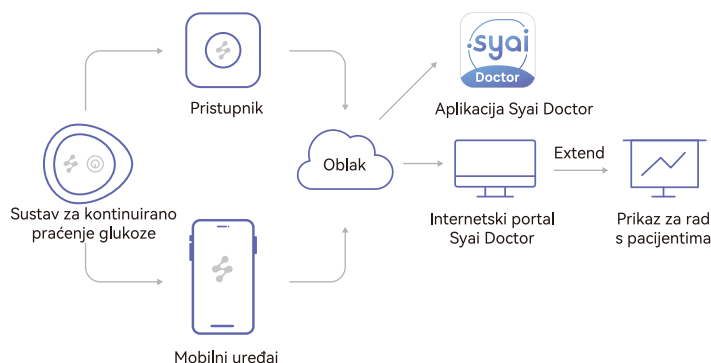 syai
Doctor
Pristupnik
Aplikacija Syai Doctor
Oblak
Extend
Sustav za kontinuirano
praćenje glukoze
Internetski portal
Syai Doctor
Prikaz za rad
s pacijentima
Mobilni uređaj